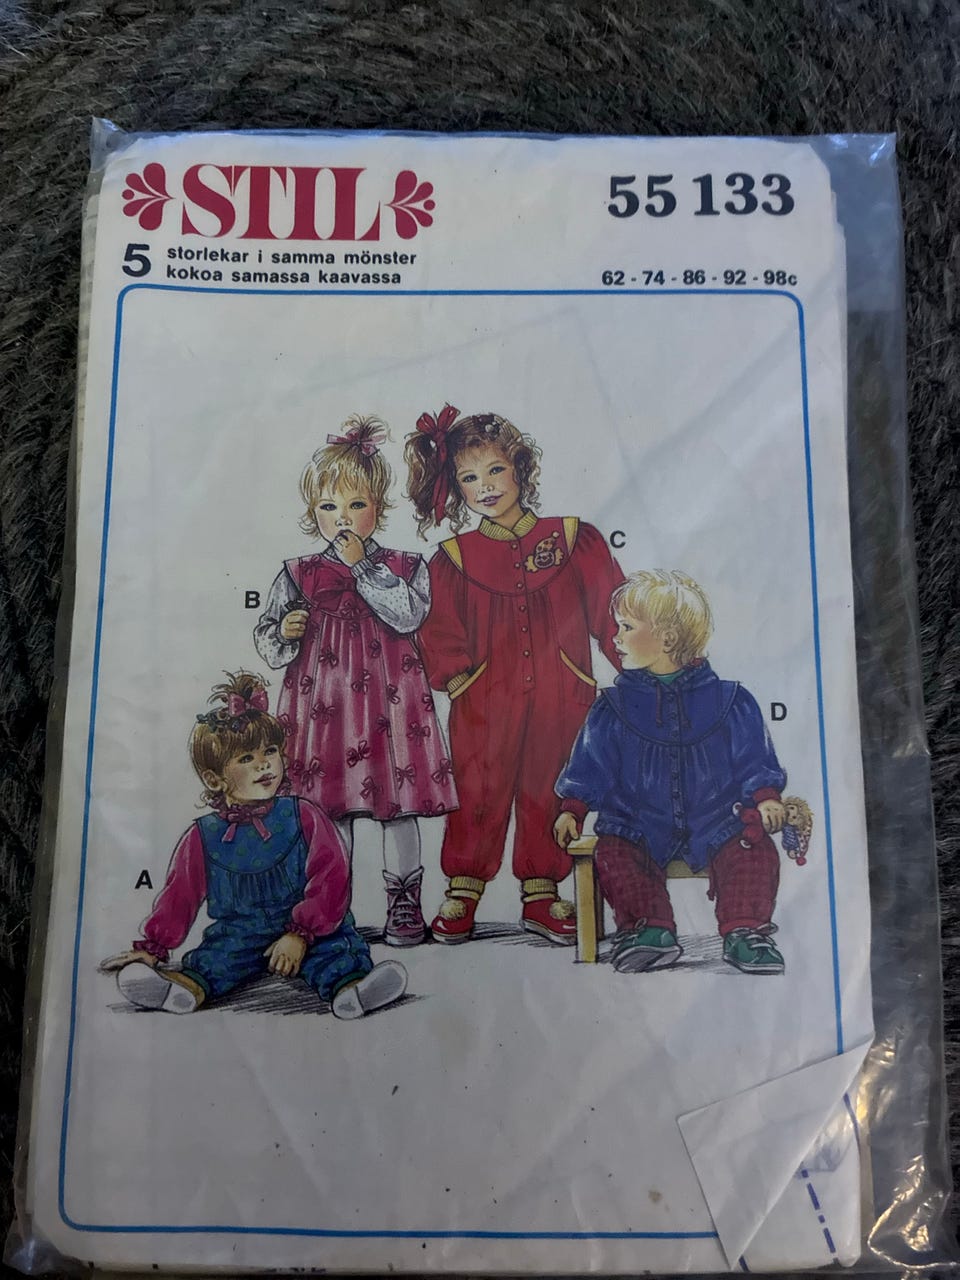 STIL
55 133
5 storlekar i samma mönster
kokoa samassa kaavassa
62 - 74 - 86 - 92 - 98c
B
C
D
A